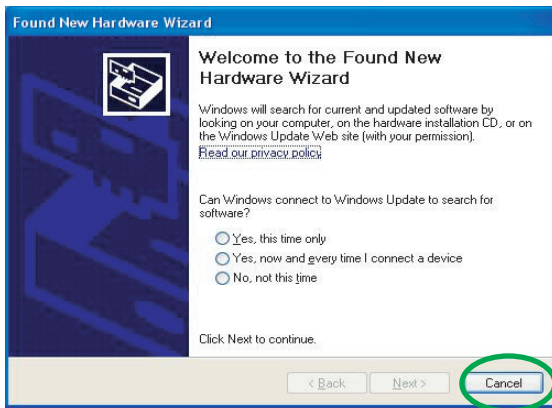 Found New Hardware Wizard
Welcome to the Found New
Hardware Wizard
Windows will search for current and updated software by
looking on your computer, on the hardware installation CD, or on
the Windows Update Web site (with your permission).
Read our privacy policy
Can Windows connect to Windows Update to search for
software?
Yes, this time only
Yes, now and every time I connect a device
No, not this time
Click Next to continue.
< Back Next > Cancel